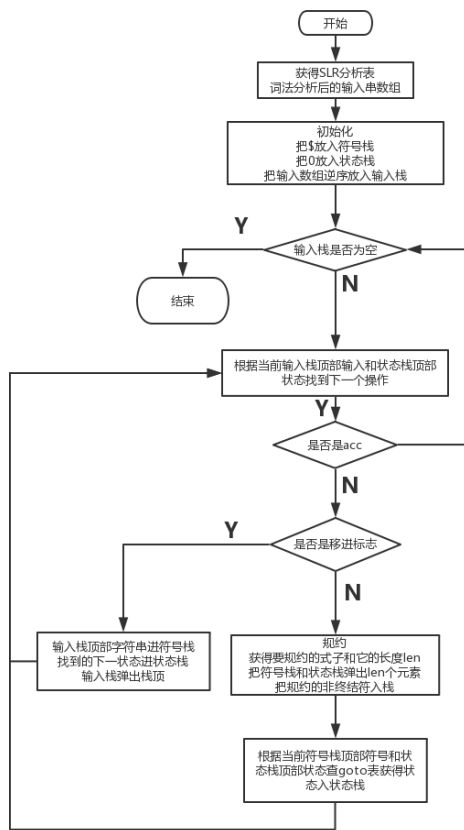 开始
获得SLR分析表
词法分析后的输入串数组
初始化
把$放入符号栈
把0放入状态栈
把输入数组逆序放入输入栈
Y
输入栈是否为空
N
结束
根据当前输入栈顶部输入和状态栈顶部
状态找到下一个操作
Y
是否是acc
N
是否是移进标志
Y
N
输入栈顶部字符串进符号栈
找到的下一状态进状态栈
输入栈弹出栈顶
规约
获得要规约的式子和它的长度len
把符号栈和状态栈弹出len个元素
把规约的非终结符入栈
根据当前符号栈顶部符号和状
态栈顶部状态查goto表获得状
态入状态栈